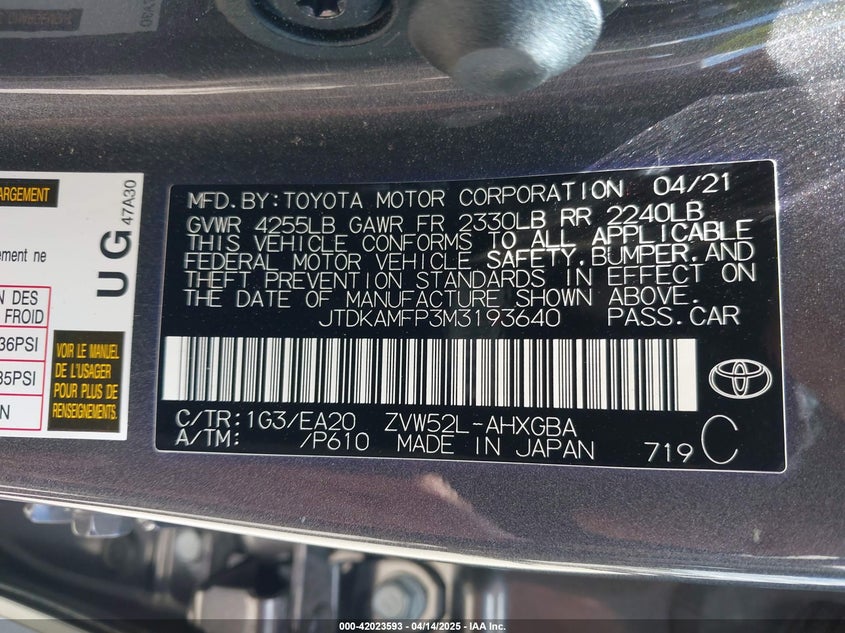 MFD. BY: TOYOTA MOTOR CORPORATION 04/21
GVWR 4255LB GAWR FR 2330LB RR 2240LB
THIS VEHICLE CONFORMS TO ALL APPLICABLE
FEDERAL MOTOR VEHICLE SAFETY, BUMPER, AND
THEFT PREVENTION STANDARDS IN EFFECT ON
THE DATE OF MANUFACTURE SHOWN ABOVE.
JTDKAMFP3M3193640 PASS.CAR
C/TR: 1G3/EA20 ZVW52L-AHXGBA
A/TM: /P610 MADE IN JAPAN 719 C
ARGEMENT
ement ne
N DES
FROID
36PSI
35PSI
N
VOIR LE MANUEL
DE L'USAGER
POUR PLUS DE
RENSEIGNEMENTS
UG
47A30
000-42023593 - 04/14/2025 - IAA Inc.